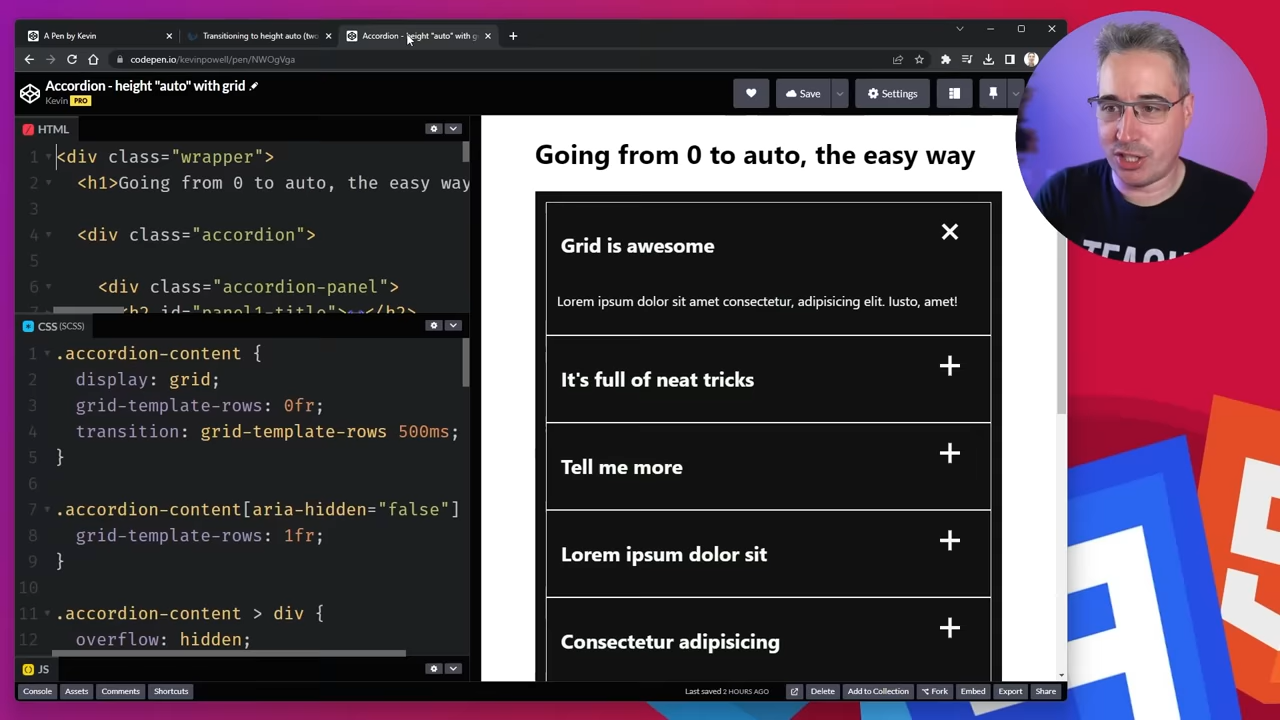 A Pen by Kevin
Transitioning to height auto (two
Accordion - height "auto" with g
codepen.io/kevinpowell/pen/NWOgVga
Accordion - height "auto" with grid
Kevin PRO
Save
Settings
HTML
1 <div class="wrapper">
2 <h1>Going from 0 to auto, the easy way
3
4 <div class="accordion">
5
6 <div class="accordion-panel">
7 <h2 id="panel1-title"></h2>
CSS (SCSS)
1 .accordion-content {
2 display: grid;
3 grid-template-rows: 0fr;
4 transition: grid-template-rows 500ms;
5 }
6
7 .accordion-content[aria-hidden="false"]
8 grid-template-rows: 1fr;
9 }
10
11 .accordion-content > div {
12 overflow: hidden;
JS
Going from 0 to auto, the easy way
Grid is awesome
Lorem ipsum dolor sit amet consectetur, adipisicing elit. Iusto, amet!
It's full of neat tricks
Tell me more
Lorem ipsum dolor sit
Consectetur adipisicing
Console
Assets
Comments
Shortcuts
Last saved 2 HOURS AGO
Delete
Add to Collection
Fork
Embed
Export
Share